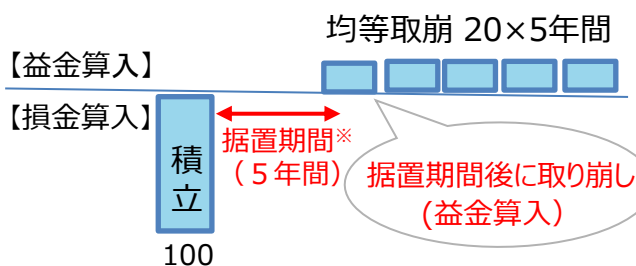 均等取崩 20×5年間
【益金算入】
【損金算入】
据置期間※
（５年間）
積立
据置期間後に取り崩し
(益金算入）
100